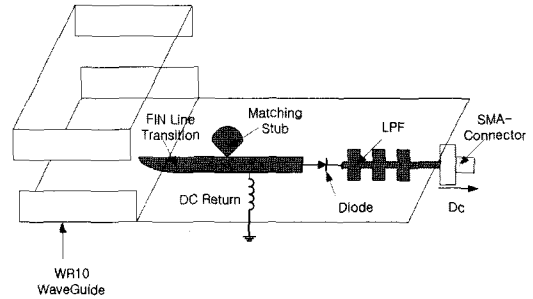 FIN Line
Transition
Matching
Stub
LPF
SMA-
Connector
DC Return
Diode
Dc
WR10
WaveGuide